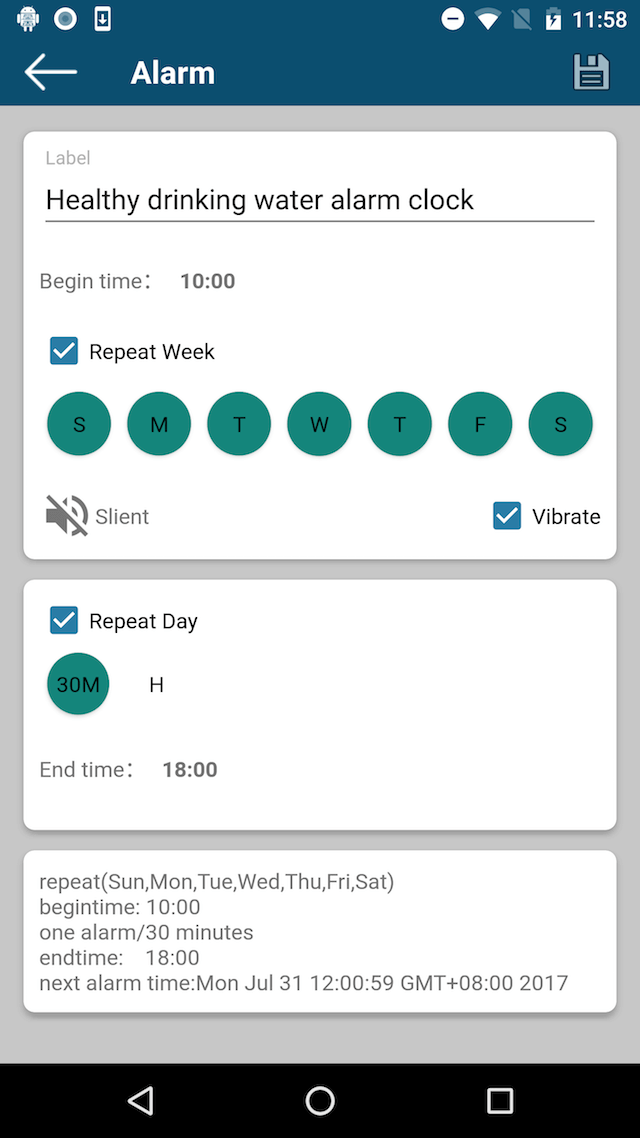 11:58
Alarm
Label
Healthy drinking water alarm clock
Begin time： 10:00
Repeat Week
S M T W T F S
Slient Vibrate
Repeat Day
30M H
End time： 18:00
repeat(Sun,Mon,Tue,Wed,Thu,Fri,Sat)
begintime: 10:00
one alarm/30 minutes
endtime: 18:00
next alarm time:Mon Jul 31 12:00:59 GMT+08:00 2017